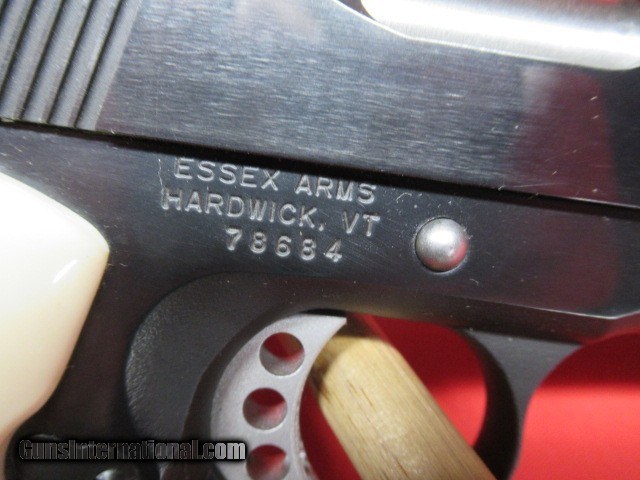 ESSEX ARMS
HARDWICK, VT
78684
GunsInternational.com